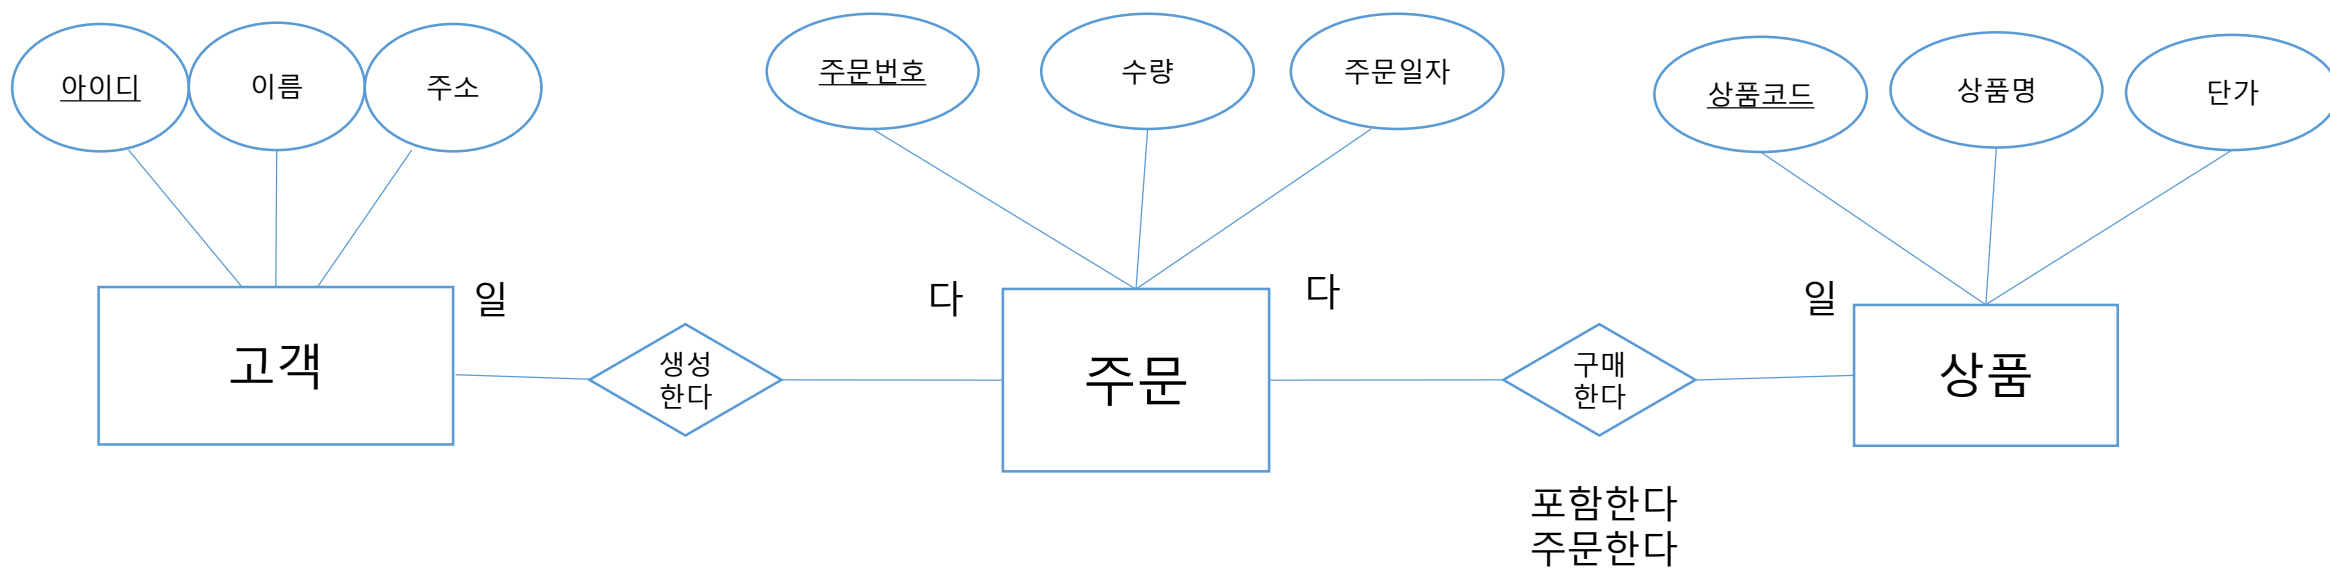 아이디
이름
주소
주문번호
수량
주문일자
상품코드
상품명
단가
일
다
다
일
고객
생성
한다
주문
구매
한다
상품
포함한다
주문한다